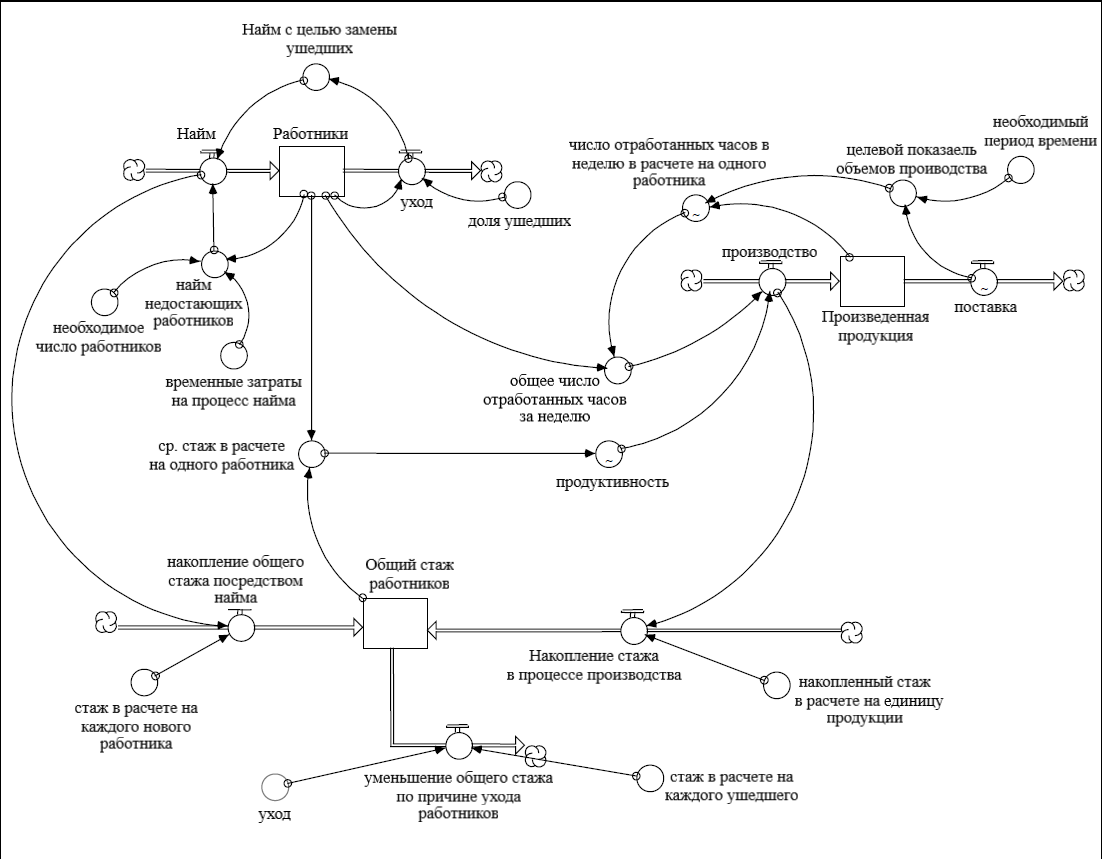 Найм с целью замены
ушедших
Найм
Работники
уход
доля ушедших
найм
недостающих
работников
необходимое
число работников
временные затраты
на процесс найма
число отработанных часов в
неделю в расчете на одного
работника
целевой показаель
объемов проиводства
необходимый
период времени
производство
~
~
Произведенная
продукция
поставка
общее число
отработанных часов
за неделю
ср. стаж в расчете
на одного работника
~
продуктивность
накопление общего
стажа посредством
найма
Общий стаж
работников
Накопление стажа
в процессе производства
стаж в расчете на
каждого нового
работника
накопленный стаж
в расчете на единицу
продукции
уход
уменьшение общего стажа
по причине ухода
работников
стаж в расчете на
каждого ушедшего